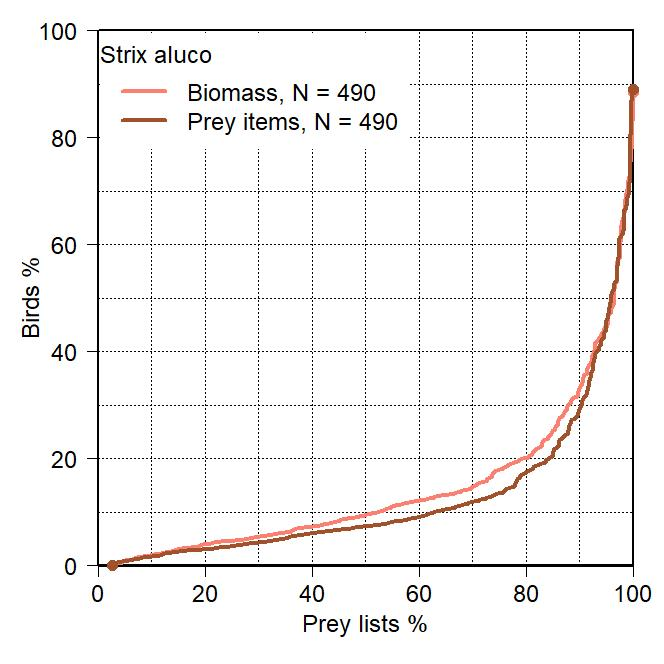 Strix aluco
Biomass, N = 490
Prey items, N = 490
100
80
60
40
20
0
Birds %
0 20 40 60 80 100
Prey lists %